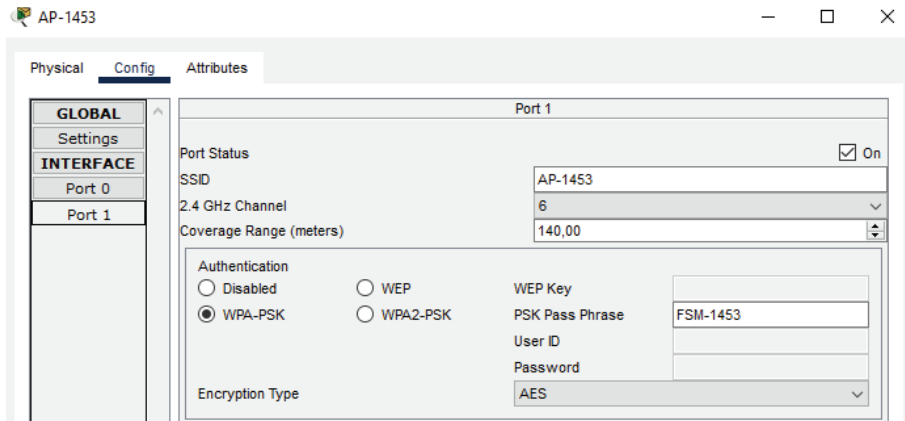 AP-1453
Physical Config Attributes
GLOBAL
Settings
INTERFACE
Port 0
Port 1
Port 1
Port Status On
SSID AP-1453
2.4 GHz Channel 6
Coverage Range (meters) 140,00
Authentication
Disabled WEP WEP Key
WPA-PSK WPA2-PSK PSK Pass Phrase FSM-1453
User ID
Password
Encryption Type AES